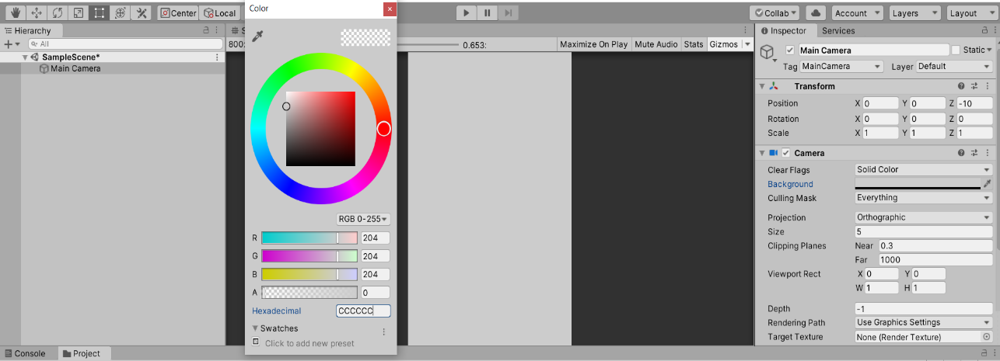 Center Local
Collab Account Layers Layout
Hierarchy
All
SampleScene*
Main Camera
Color
×
RGB 0-255
R 204
G 204
B 204
A 0
Hexadecimal CCCCCC
Swatches
Click to add new preset
800: 0.653: Maximize On Play Mute Audio Stats Gizmos
Inspector Services
Main Camera Static
Tag MainCamera Layer Default
Transform
Position X 0 Y 0 Z -10
Rotation X 0 Y 0 Z 0
Scale X 1 Y 1 Z 1
Camera
Clear Flags Solid Color
Background
Culling Mask Everything
Projection Orthographic
Size 5
Clipping Planes Near 0.3
Far 1000
Viewport Rect X 0 Y 0
W 1 H 1
Depth -1
Rendering Path Use Graphics Settings
Target Texture None (Render Texture)
Console Project